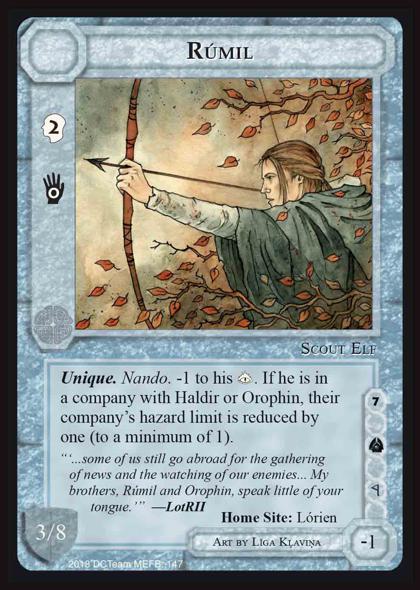 RÚMIL
2
SCOUT ELF
Unique. Nando. -1 to his . If he is in
a company with Haldir or Orophin, their
company's hazard limit is reduced by
one (to a minimum of 1).
"'...some of us still go abroad for the gathering
of news and the watching of our enemies... My
brothers, Rúmil and Orophin, speak little of your
tongue.'" —LotRII
7
Home Site: Lórien
3/8
ART BY LĪGA KĻAVIŅA
-1
2018 DCTeam MEFB: 147